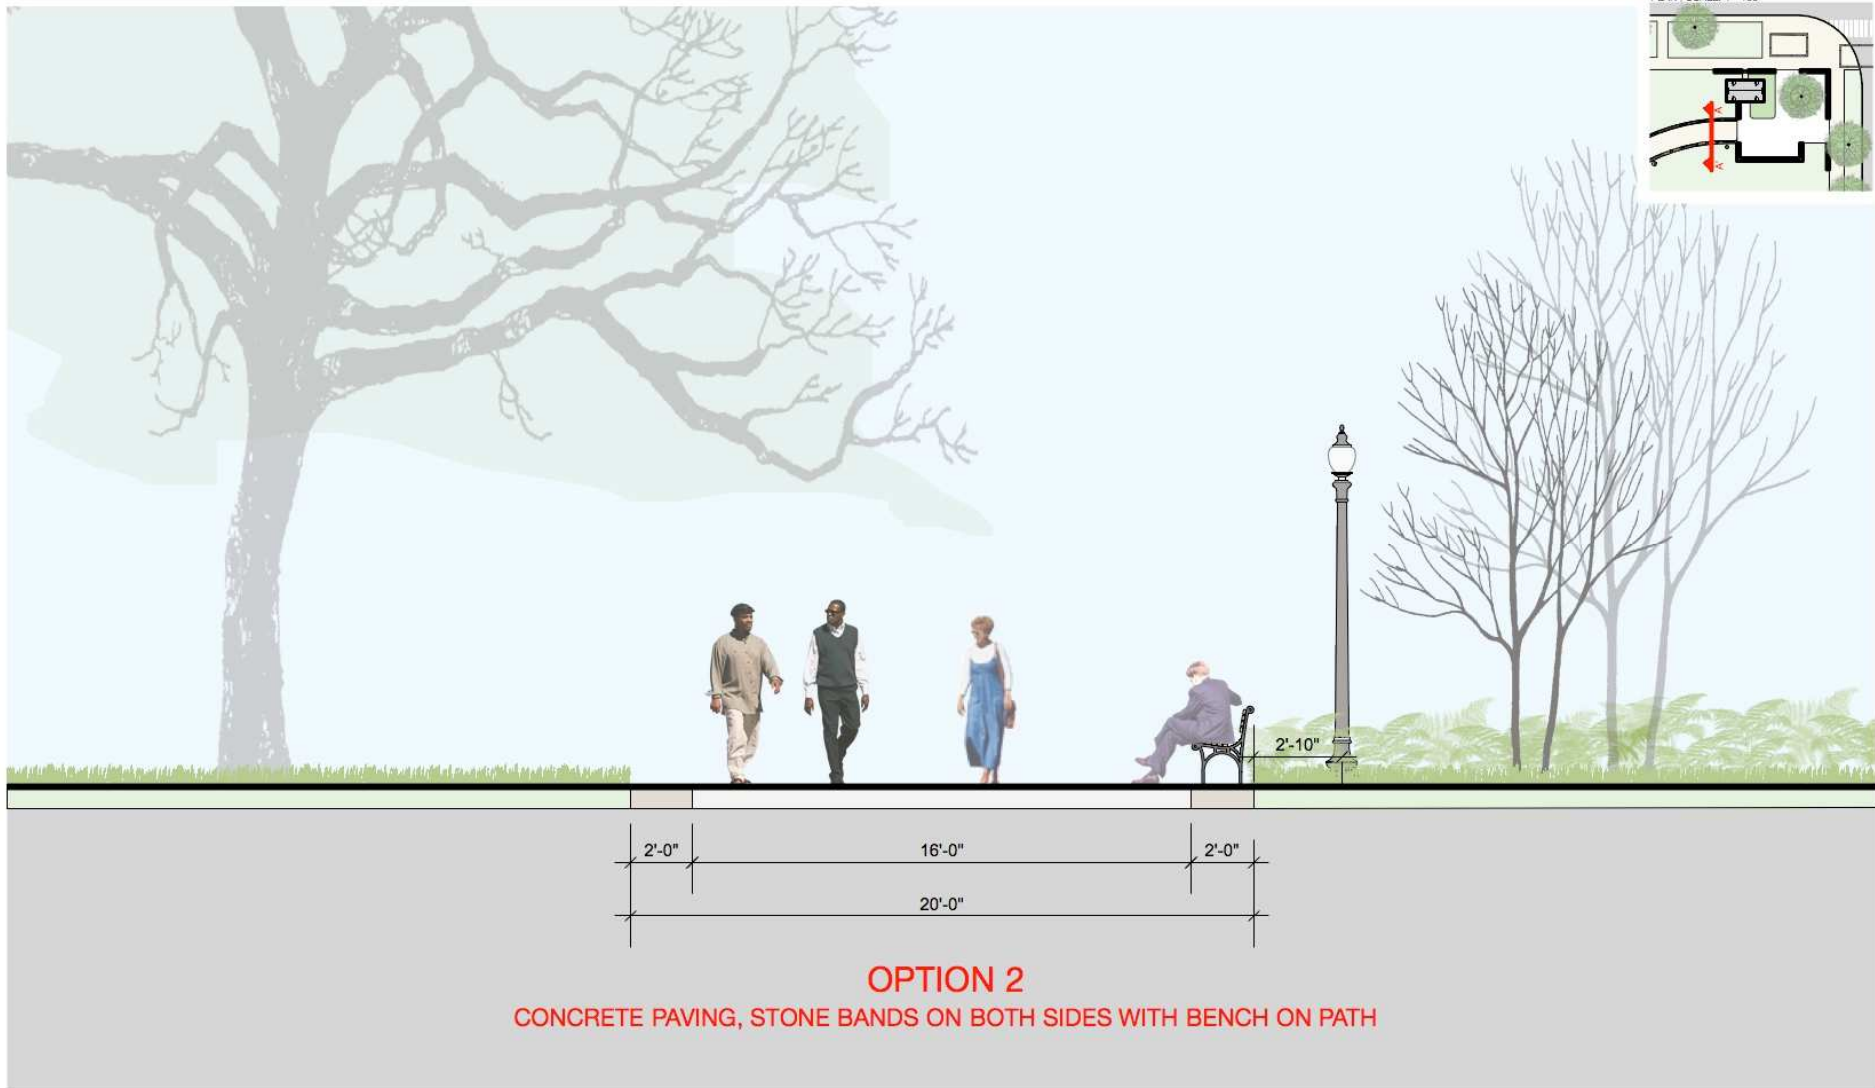 A
A
2'-10"
2'-0"
16'-0"
2'-0"
20'-0"
OPTION 2
CONCRETE PAVING, STONE BANDS ON BOTH SIDES WITH BENCH ON PATH